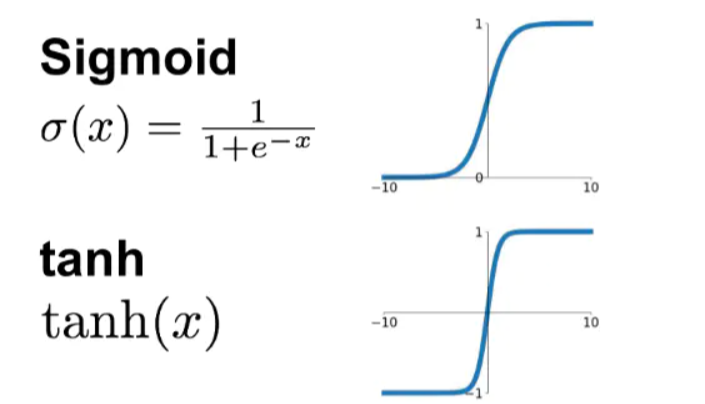 Sigmoid
σ(x) = 1/(1+e^−x)
1
0
−10
10
tanh
tanh(x)
1
−10
10
−1